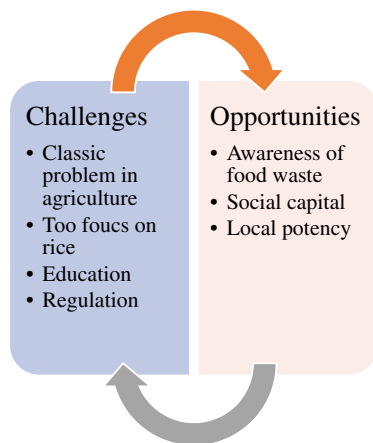 Challenges
• Classic
problem in
agriculture
• Too foucs on
rice
• Education
• Regulation
Opportunities
• Awareness of
food waste
• Social capital
• Local potency